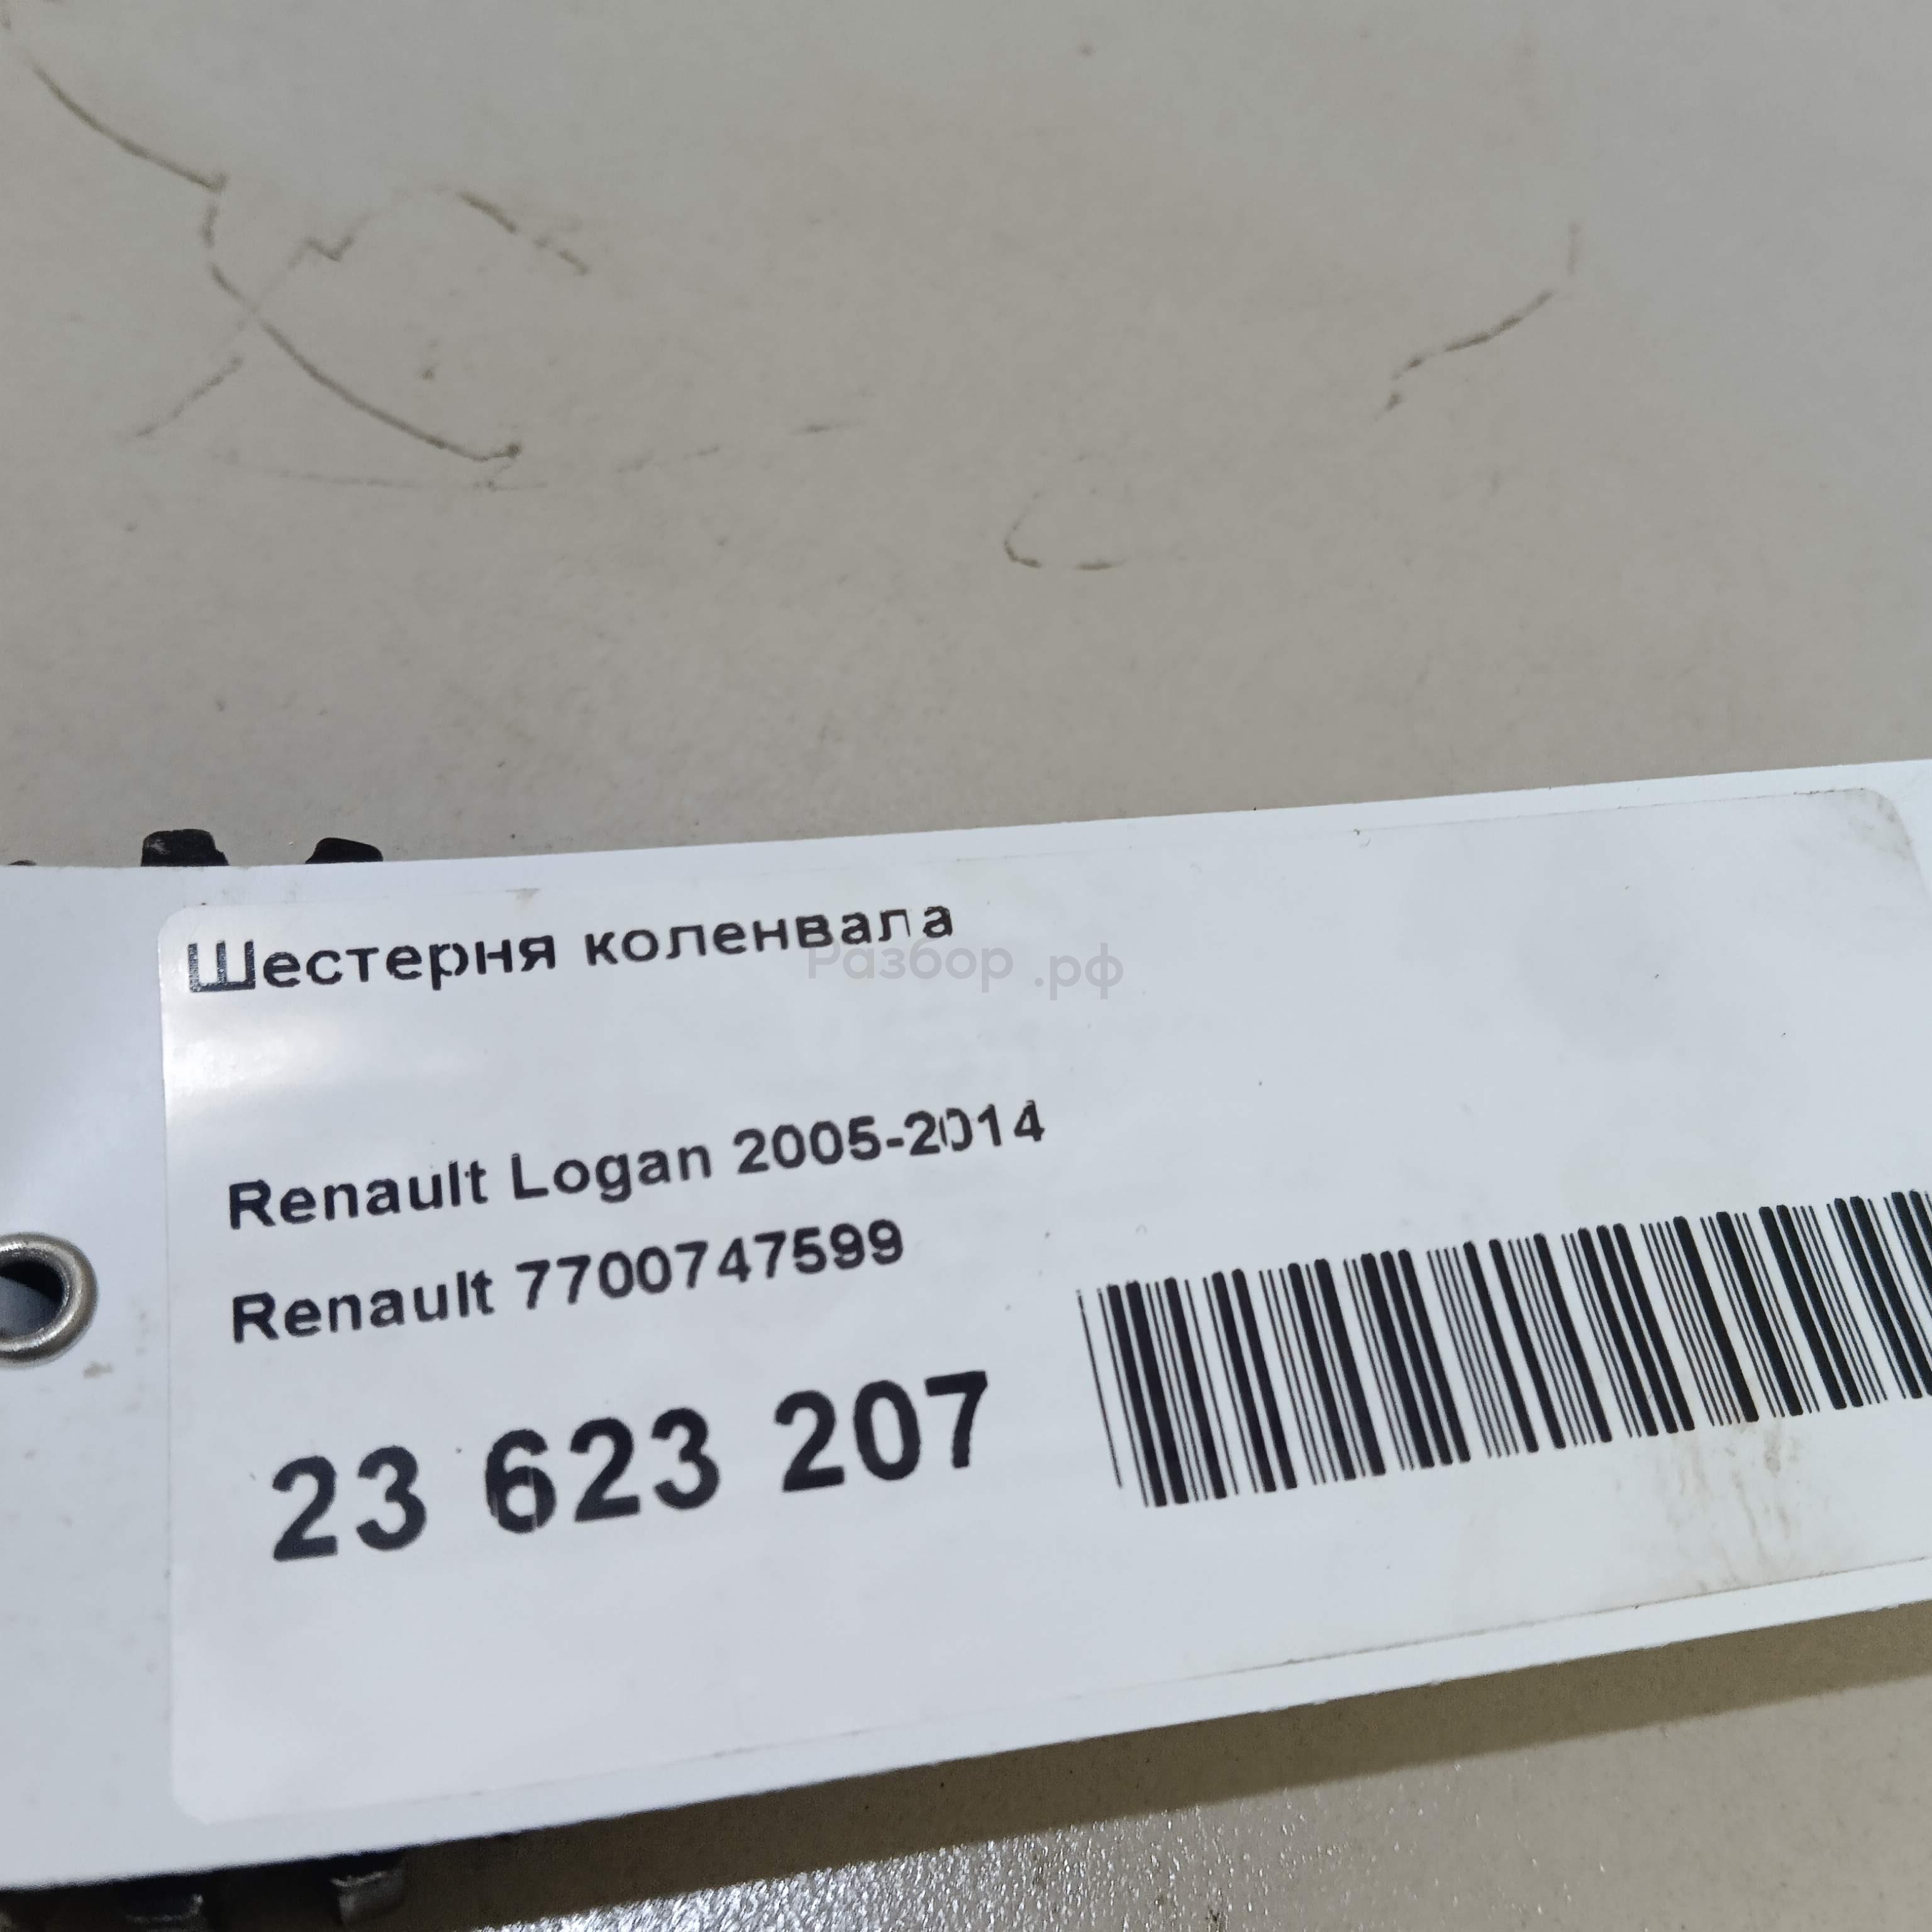 Шестерня коленвала
Разбор.рф
Renault Logan 2005-2014
Renault 7700747599
23 623 207